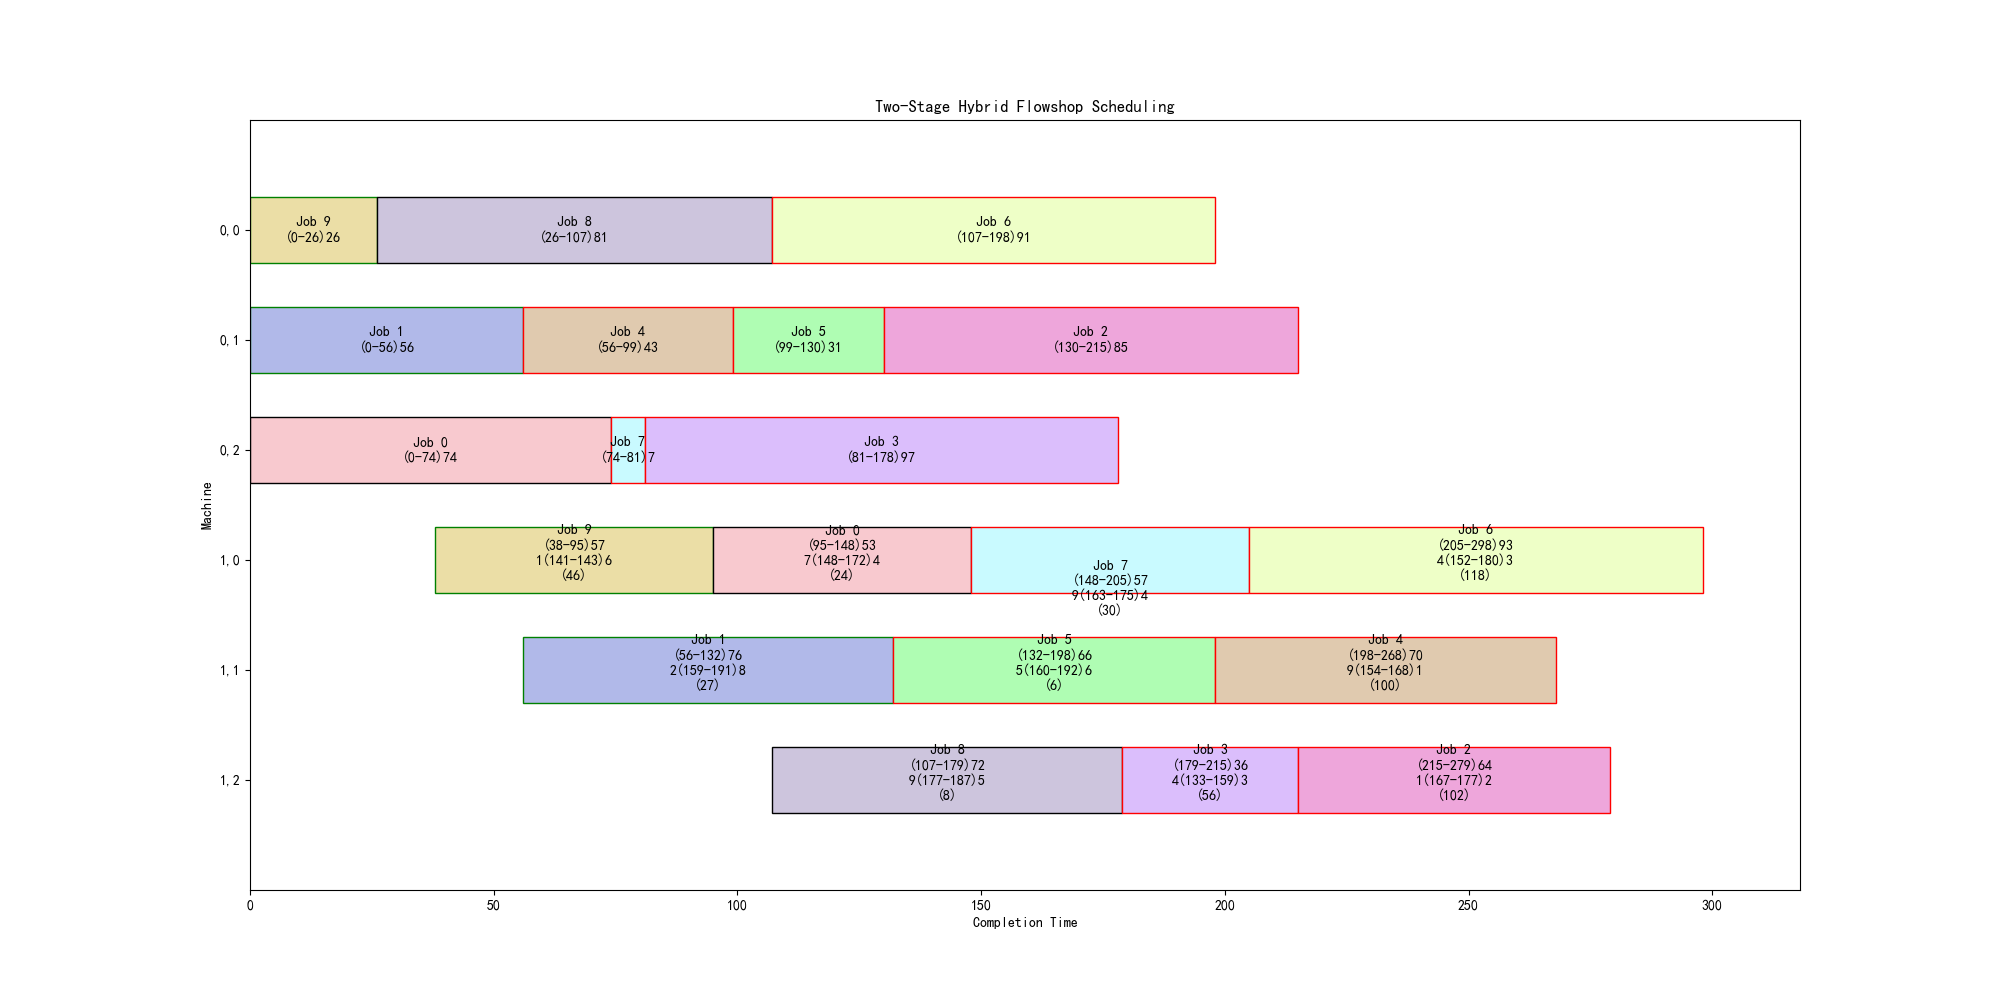 Two-Stage Hybrid Flowshop Scheduling
0,0
Job 9
(0-26)26
Job 8
(26-107)81
Job 6
(107-198)91
0,1
Job 1
(0-56)56
Job 4
(56-99)43
Job 5
(99-130)31
Job 2
(130-215)85
0,2
Job 0
(0-74)74
Job 7
(74-81)7
Job 3
(81-178)97
Machine
1,0
Job 9
(38-95)57
1(141-143)6
(46)
Job 0
(95-148)53
7(148-172)4
(24)
Job 7
(148-205)57
9(163-175)4
(30)
Job 6
(205-298)93
4(152-180)3
(118)
1,1
Job 1
(56-132)76
2(159-191)8
(27)
Job 5
(132-198)66
5(160-192)6
(6)
Job 4
(198-268)70
9(154-168)1
(100)
1,2
Job 8
(107-179)72
9(177-187)5
(8)
Job 3
(179-215)36
4(133-159)3
(56)
Job 2
(215-279)64
1(167-177)2
(102)
0
50
100
150
200
250
300
Completion Time